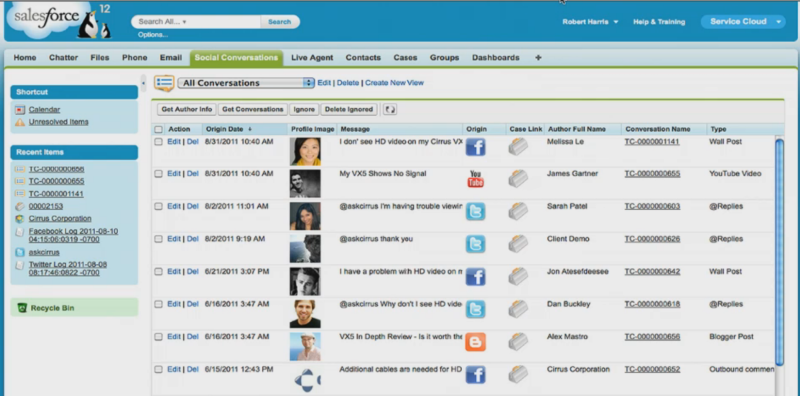 salesforce 12
Search All...
Search
Options...
Robert Harris
Help & Training
Service Cloud
Home Chatter Files Phone Email Social Conversations Live Agent Contacts Cases Groups Dashboards +
Shortcut
Calendar
Unresolved Items
Recent Items
TC-0000000656
TC-0000000655
TC-0000001141
00002153
Cirrus Corporation
Facebook Log 2011-08-10
04:15:06:0319 -0700
askcirrus
Twitter Log 2011-08-08
08:17:46:0622 -0700
Recycle Bin
All Conversations Edit | Delete | Create New View
Get Author Info Get Conversations Ignore Delete Ignored
Action Origin Date Profile Image Message Origin Case Link Author Full Name Conversation Name Type
Edit | Del 8/31/2011 10:40 AM I don' see HD video on my Cirrus VX Melissa Le TC-0000001141 Wall Post
Edit | Del 8/31/2011 10:40 AM My VX5 Shows No Signal You Tube James Gartner TC-0000000655 YouTube Video
Edit | Del 8/2/2011 11:01 AM @askcirrus I'm having trouble viewin Sarah Patel TC-0000000603 @Replies
Edit | Del 8/2/2011 9:19 AM @askcirrus thank you Client Demo TC-0000000626 @Replies
Edit | Del 6/21/2011 3:07 PM I have a problem with HD video on m Jon Atesefdeesee TC-0000000642 Wall Post
Edit | Del 6/16/2011 3:47 AM @askcirrus Why don't I see HD vide Dan Buckley TC-0000000618 @Replies
Edit | Del 6/16/2011 3:47 AM VX5 In Depth Review - Is it worth the Alex Mastro TC-0000000656 Blogger Post
Edit | Del 6/15/2011 12:43 PM Additional cables are needed for HD Cirrus Corporation TC-0000000652 Outbound commen